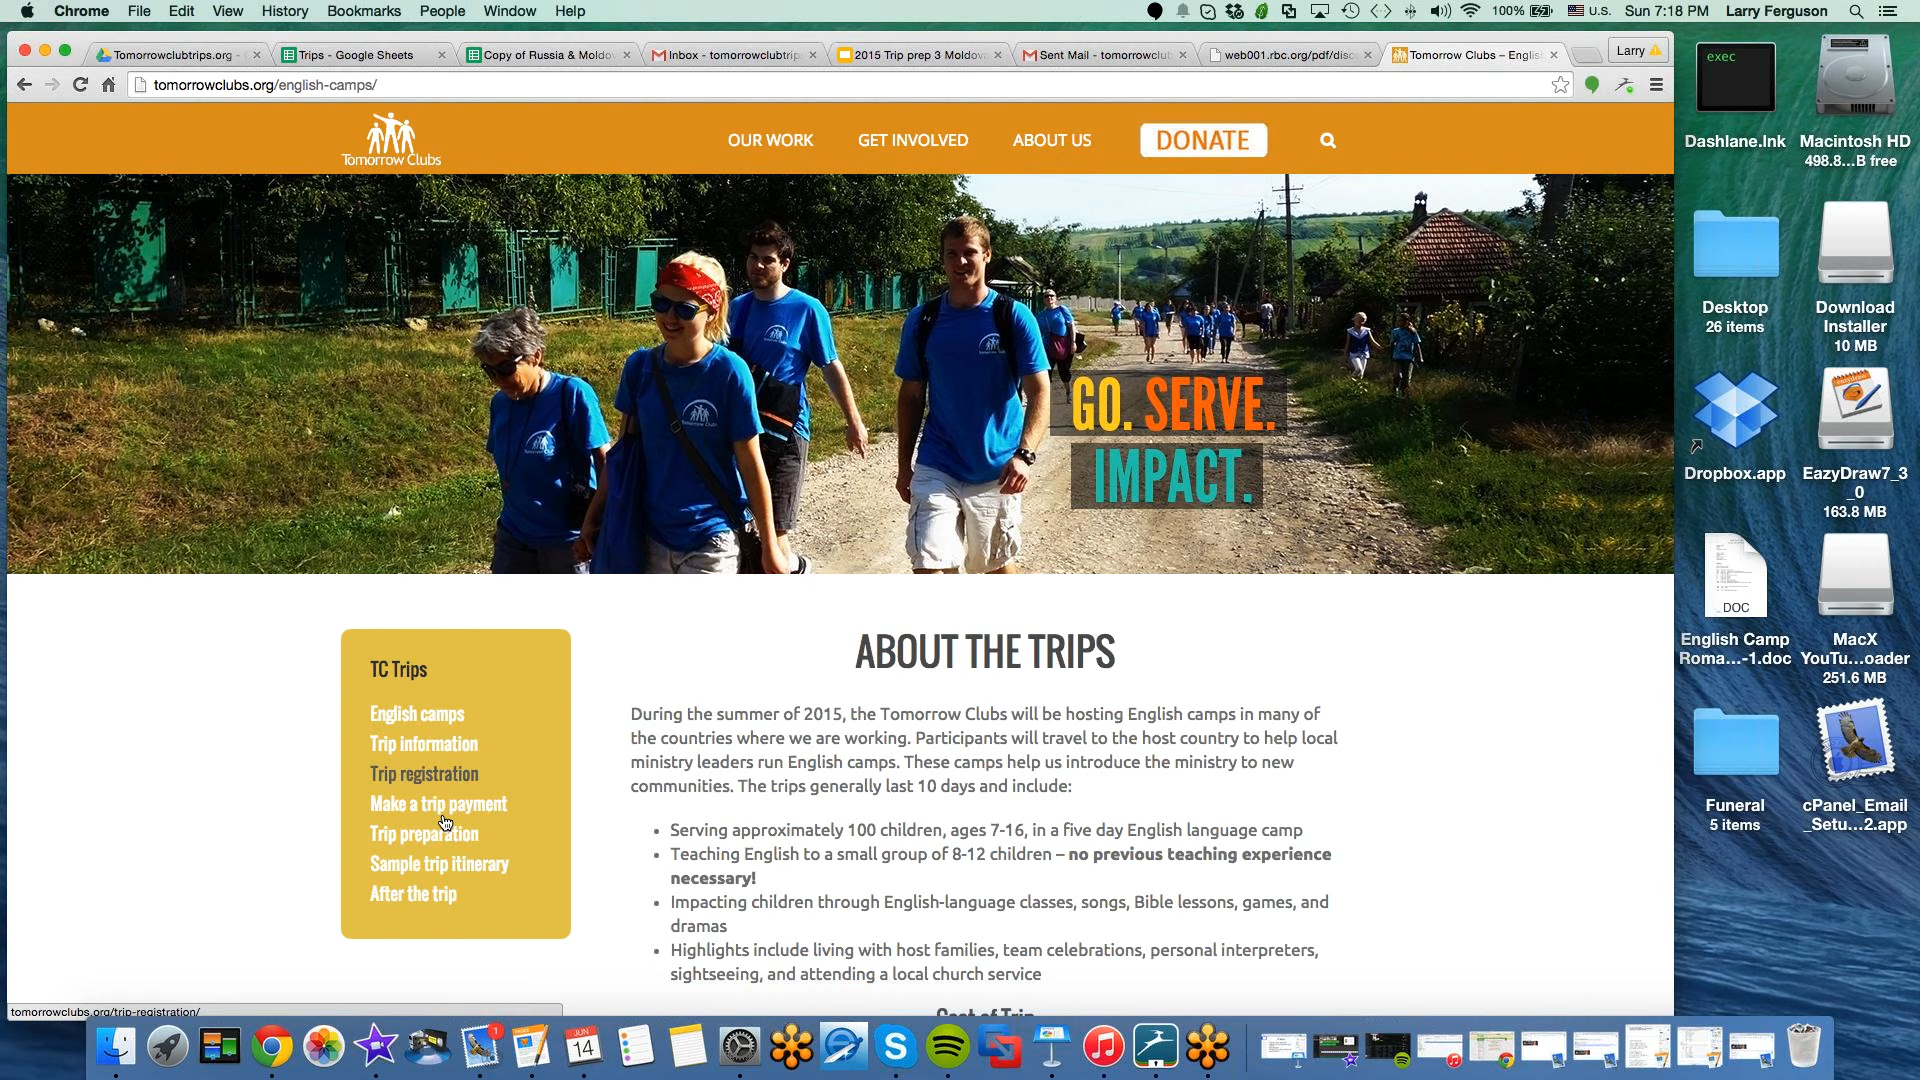 Chrome File Edit View History Bookmarks People Window Help 100% U.S. Sun 7:18 PM Larry Ferguson
Tomorrowclubtrips.org - Trips - Google Sheets Copy of Russia & Moldov Inbox - tomorrowclubtrip 2015 Trip prep 3 Moldov Sent Mail - tomorrowclub web001.rbc.org/pdf/disc Tomorrow Clubs – Englis Larry
tomorrowclubs.org/english-camps/
Tomorrow Clubs
OUR WORK GET INVOLVED ABOUT US DONATE
GO. SERVE.
IMPACT.
TC Trips
English camps
Trip information
Trip registration
Make a trip payment
Trip preparation
Sample trip itinerary
After the trip
ABOUT THE TRIPS
During the summer of 2015, the Tomorrow Clubs will be hosting English camps in many of
the countries where we are working. Participants will travel to the host country to help local
ministry leaders run English camps. These camps help us introduce the ministry to new
communities. The trips generally last 10 days and include:
• Serving approximately 100 children, ages 7-16, in a five day English language camp
• Teaching English to a small group of 8-12 children – no previous teaching experience
necessary!
• Impacting children through English-language classes, songs, Bible lessons, games, and
dramas
• Highlights include living with host families, team celebrations, personal interpreters,
sightseeing, and attending a local church service
Cost of Trip
tomorrowclubs.org/trip-registration/
exec
Dashlane.lnk
Macintosh HD
498.8...B free
Desktop
26 items
Download
Installer
10 MB
Dropbox.app
EazyDraw7_3
_0
163.8 MB
DOC
English Camp
Roma...-1.doc
MacX
YouTu...oader
251.6 MB
Funeral
5 items
cPanel_Email
_Setu...2.app
1
JUN
14